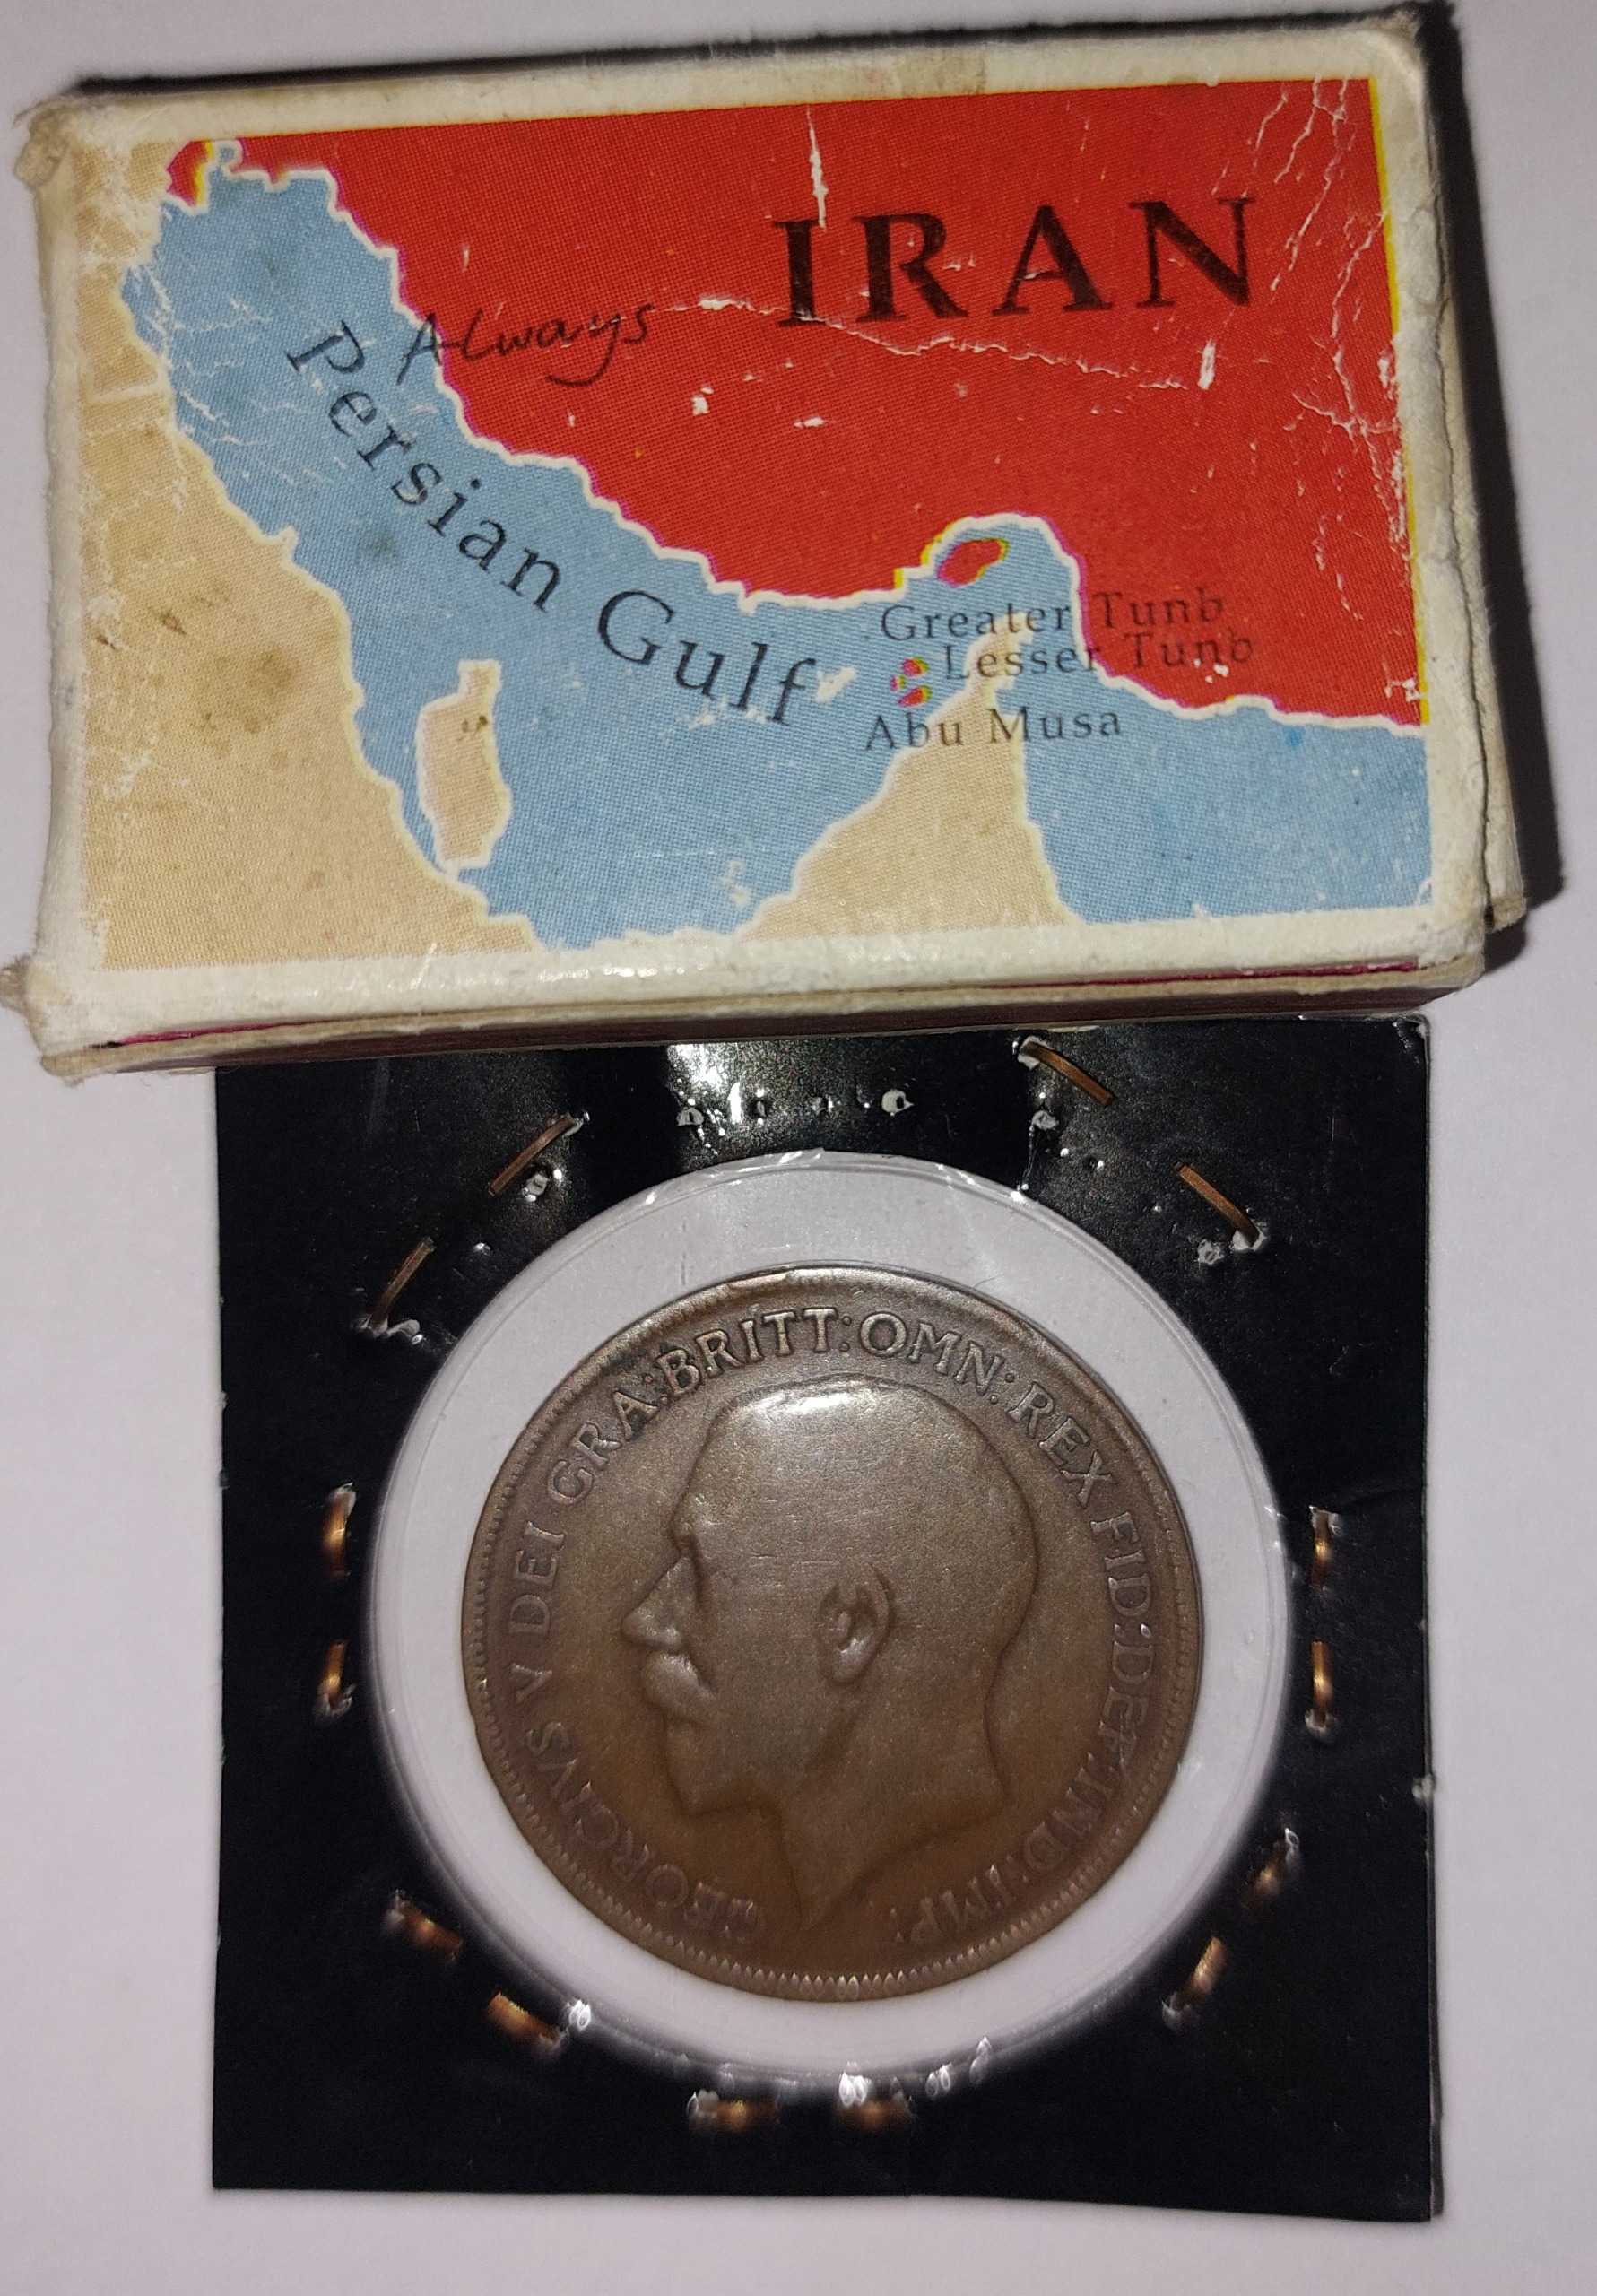 IRAN
Always
Persian Gulf
Greater Tunb
Lesser Tunb
Abu Musa
GEORGIVS V DEI GRA:BRITT:OMN:REX FID:DEF:IND:IMP: